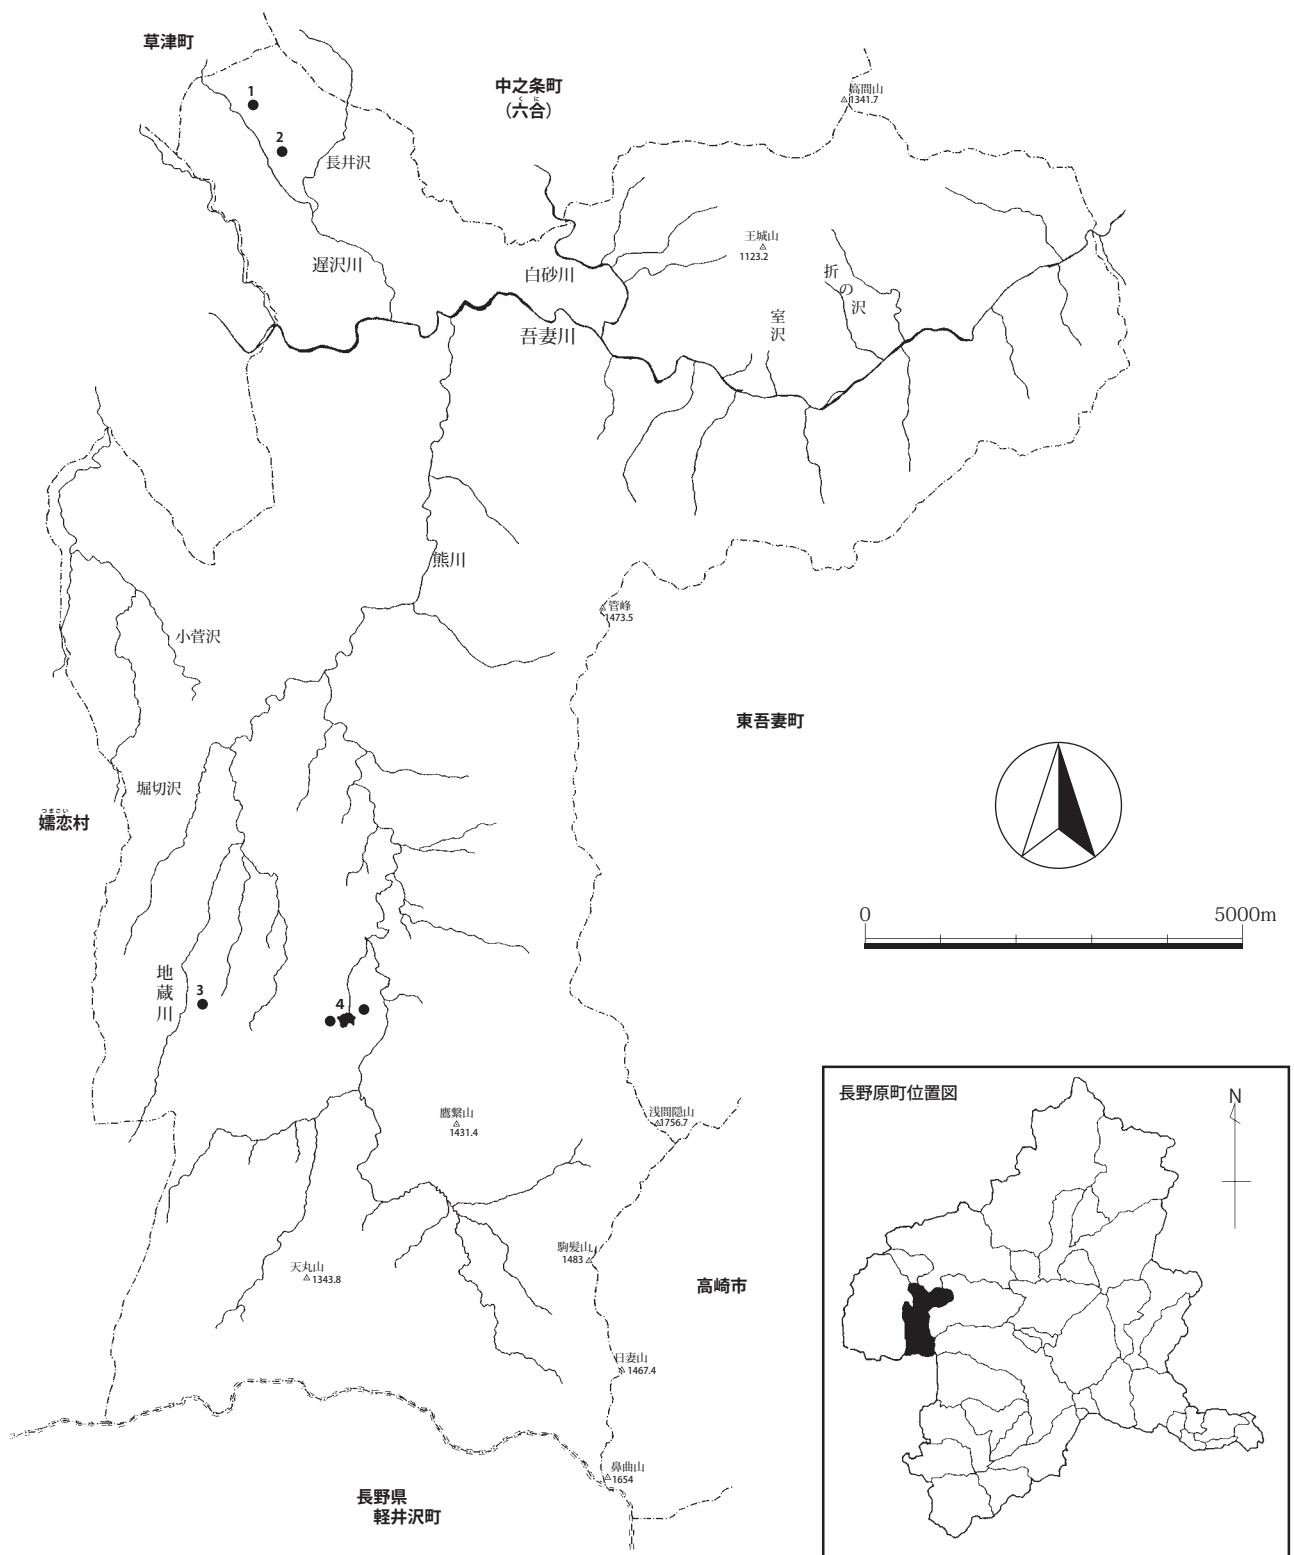 草津町
中之条町
（六合）
くに
高間山
1341.7
1
2
長井沢
遅沢川
白砂川
吾妻川
王城山
1123.2
折の沢
室沢
熊川
管峰
1473.5
小菅沢
東吾妻町
堀切沢
つまごい
嬬恋村
0
5000m
地蔵川
3
4
鷹繋山
1431.4
浅間隠山
1756.7
駒髪山
1483
天丸山
1343.8
高崎市
日妻山
1467.4
鼻曲山
1654
長野県
軽井沢町
長野原町位置図
N